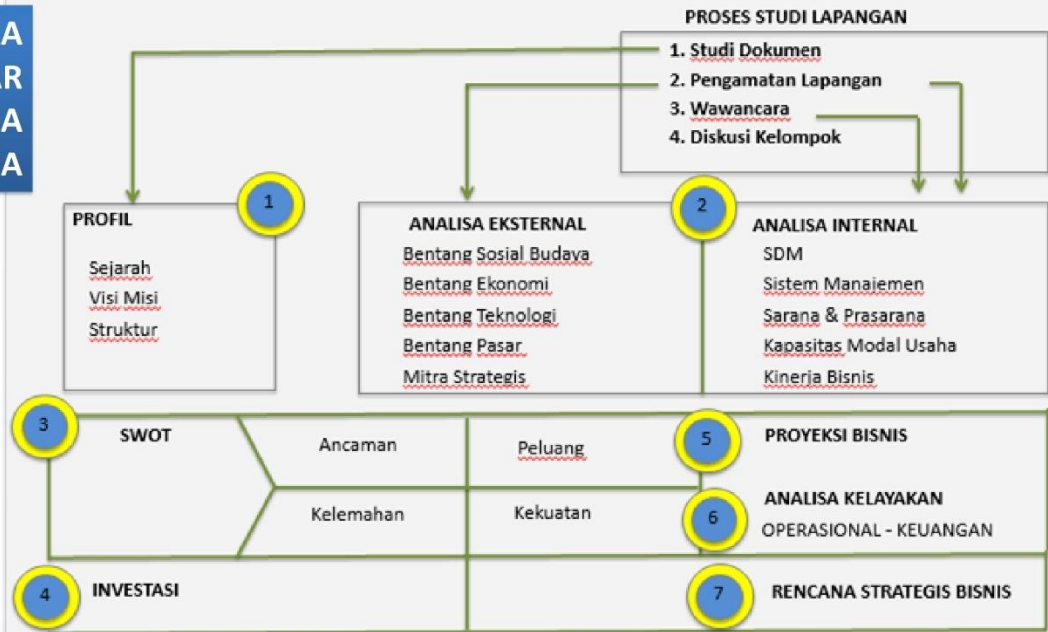 A
AR
A
A
PROSES STUDI LAPANGAN
1. Studi Dokumen
2. Pengamatan Lapangan
3. Wawancara
4. Diskusi Kelompok
1
PROFIL
Sejarah
Visi Misi
Struktur
ANALISA EKSTERNAL
Bentang Sosial Budaya
Bentang Ekonomi
Bentang Teknologi
Bentang Pasar
Mitra Strategis
2
ANALISA INTERNAL
SDM
Sistem Manajemen
Sarana & Prasarana
Kapasitas Modal Usaha
Kinerja Bisnis
3
SWOT
Ancaman
Peluang
Kelemahan
Kekuatan
5
PROYEKSI BISNIS
6
ANALISA KELAYAKAN
OPERASIONAL - KEUANGAN
4
INVESTASI
7
RENCANA STRATEGIS BISNIS